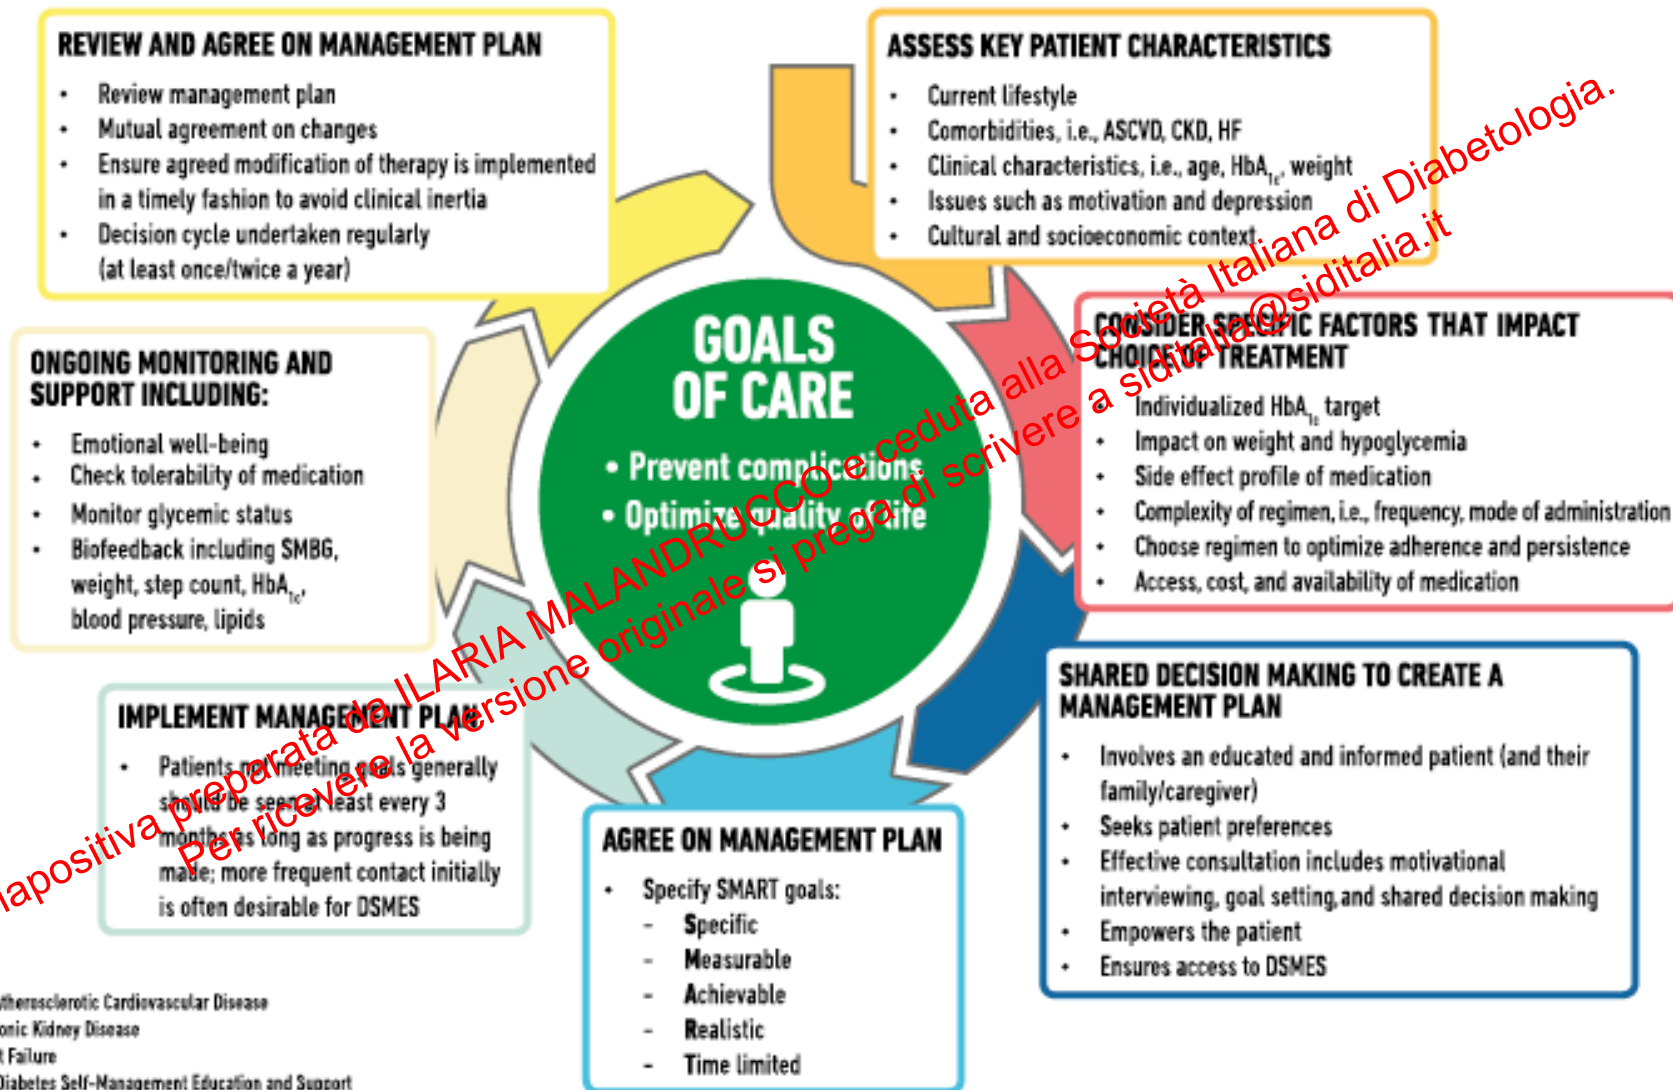 REVIEW AND AGREE ON MANAGEMENT PLAN
• Review management plan
• Mutual agreement on changes
• Ensure agreed modification of therapy is implemented
in a timely fashion to avoid clinical inertia
• Decision cycle undertaken regularly
(at least once/twice a year)
ASSESS KEY PATIENT CHARACTERISTICS
• Current lifestyle
• Comorbidities, i.e., ASCVD, CKD, HF
• Clinical characteristics, i.e., age, HbA1c, weight
• Issues such as motivation and depression
• Cultural and socioeconomic context
CONSIDER SPECIFIC FACTORS THAT IMPACT
CHOICE OF TREATMENT
• Individualized HbA1c target
• Impact on weight and hypoglycemia
• Side effect profile of medication
• Complexity of regimen, i.e., frequency, mode of administration
• Choose regimen to optimize adherence and persistence
• Access, cost, and availability of medication
SHARED DECISION MAKING TO CREATE A
MANAGEMENT PLAN
• Involves an educated and informed patient (and their
family/caregiver)
• Seeks patient preferences
• Effective consultation includes motivational
interviewing, goal setting, and shared decision making
• Empowers the patient
• Ensures access to DSMES
AGREE ON MANAGEMENT PLAN
• Specify SMART goals:
- Specific
- Measurable
- Achievable
- Realistic
- Time limited
IMPLEMENT MANAGEMENT PLAN
• Patients not meeting goals generally
should be seen at least every 3
months as long as progress is being
made; more frequent contact initially
is often desirable for DSMES
ONGOING MONITORING AND
SUPPORT INCLUDING:
• Emotional well-being
• Check tolerability of medication
• Monitor glycemic status
• Biofeedback including SMBG,
weight, step count, HbA1c,
blood pressure, lipids
GOALS
OF CARE
• Prevent complications
• Optimize quality of life
therosclerotic Cardiovascular Disease
onic Kidney Disease
t Failure
Diabetes Self-Management Education and Support
iapositiva preparata da ILARIA MALANDRUCCO e ceduta alla Società Italiana di Diabetologia.
Per ricevere la versione originale si prega di scrivere a siditalia@siditalia.it